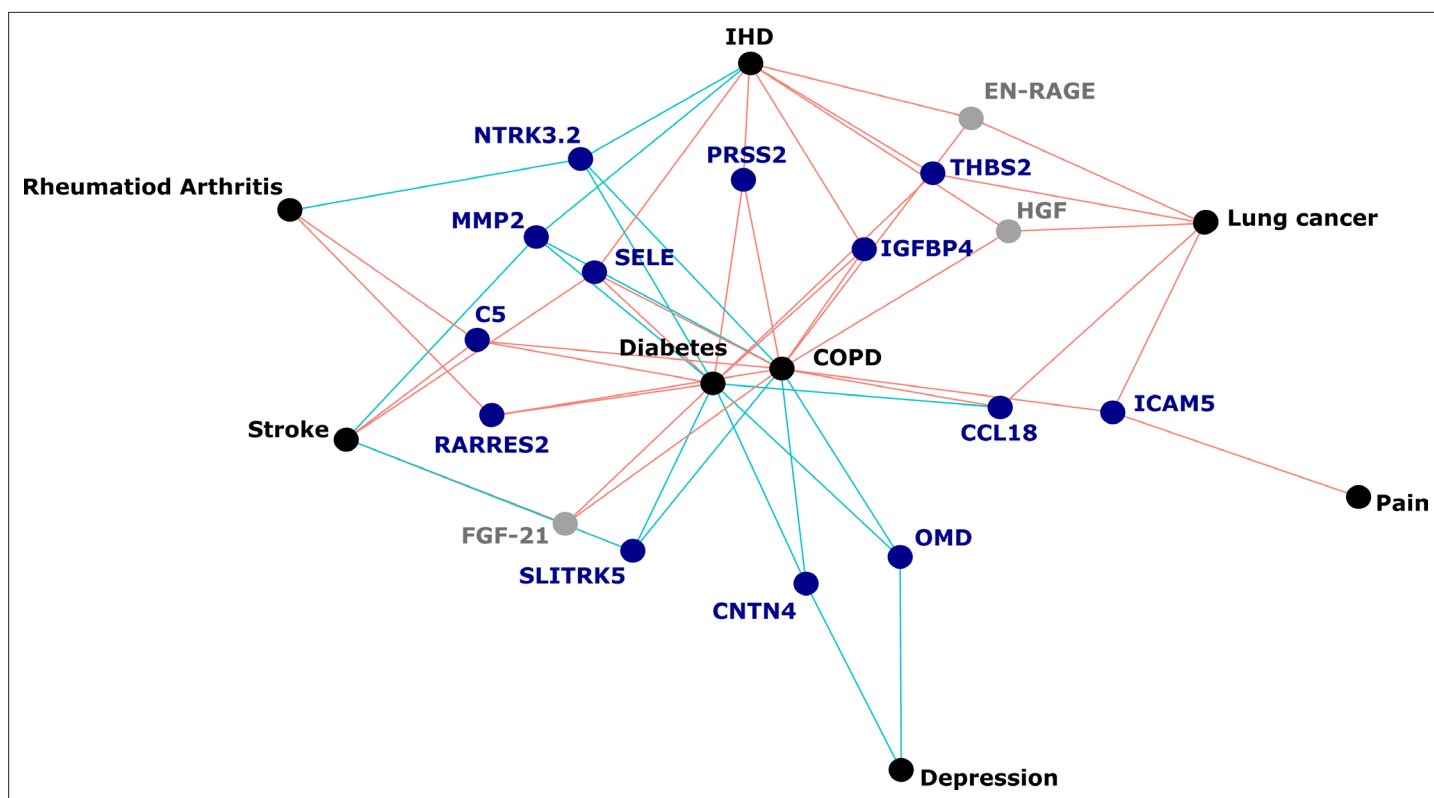 IHD
EN-RAGE
NTRK3.2
PRSS2
THBS2
Rheumatiod Arthritis
HGF
Lung cancer
MMP2
SELE
IGFBP4
C5
Diabetes
COPD
ICAM5
Stroke
RARRES2
CCL18
Pain
FGF-21
OMD
SLITRK5
CNTN4
Depression